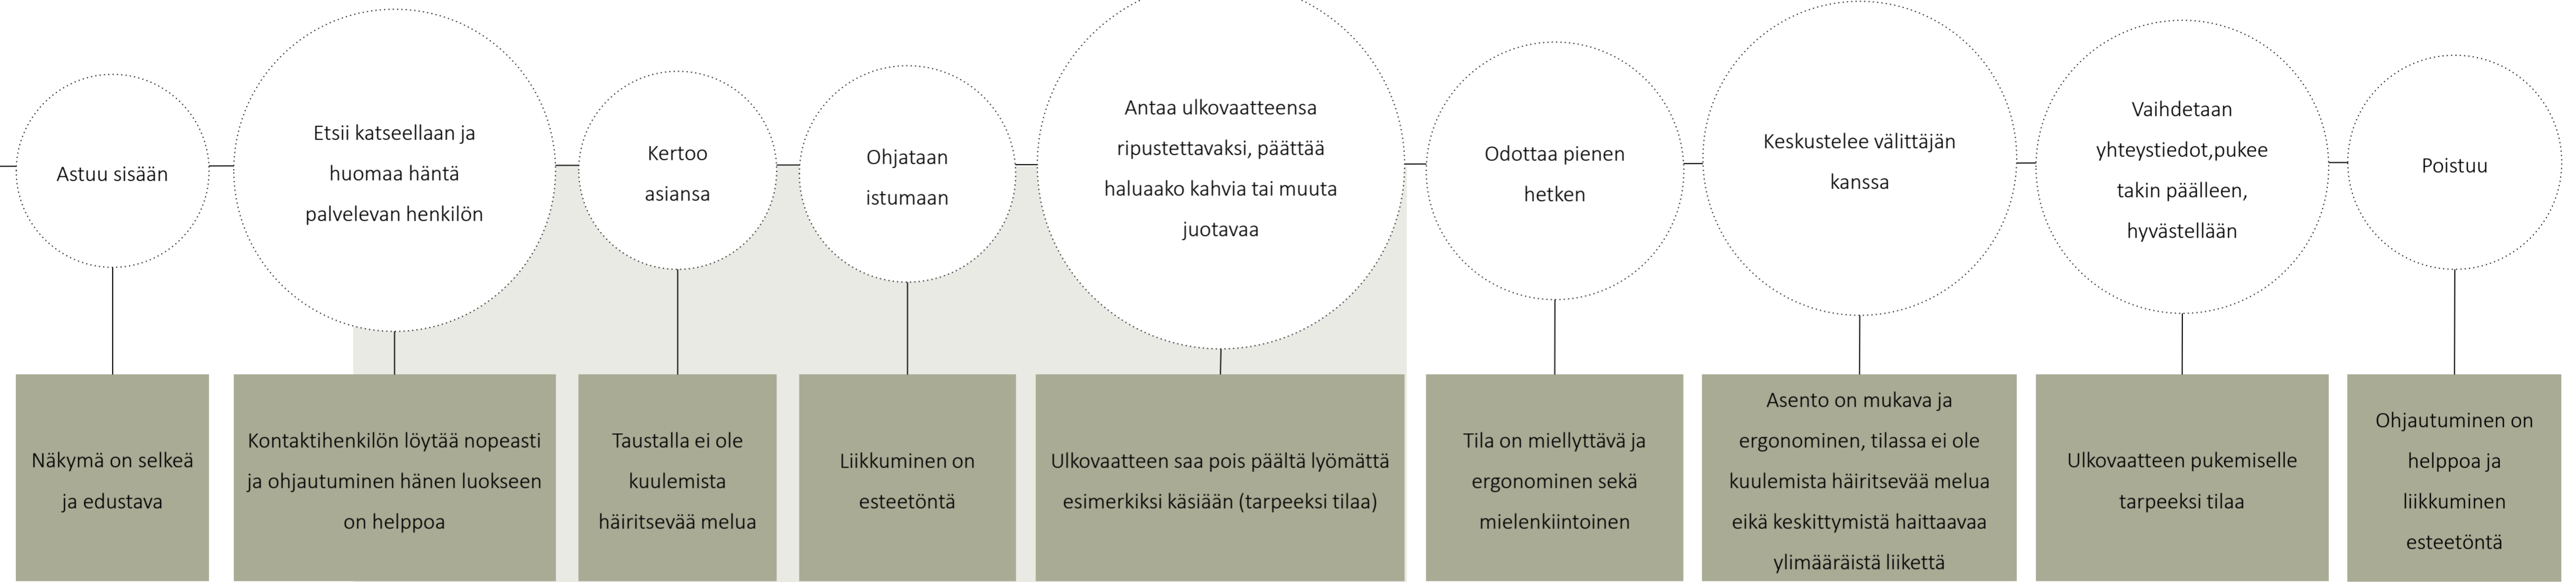 Astuu sisään
Etsii katseellaan ja
huomaa häntä
palvelevan henkilön
Kertoo
asiansa
Ohjataan
istumaan
Antaa ulkovaatteensa
ripustettavaksi, päättää
haluaako kahvia tai muuta
juotavaa
Odottaa pienen
hetken
Keskustelee välittäjän
kanssa
Vaihdetaan
yhteystiedot,pukee
takin päälleen,
hyvästellään
Poistuu
Näkymä on selkeä
ja edustava
Kontaktihenkilön löytää nopeasti
ja ohjautuminen hänen luokseen
on helppoa
Taustalla ei ole
kuulemista
häiritsevää melua
Liikkuminen on
esteetöntä
Ulkovaatteen saa pois päältä lyömättä
esimerkiksi käsiään (tarpeeksi tilaa)
Tila on miellyttävä ja
ergonominen sekä
mielenkiintoinen
Asento on mukava ja
ergonominen, tilassa ei ole
kuulemista häiritsevää melua
eikä keskittymistä haittaavaa
ylimääräistä liikettä
Ulkovaatteen pukemiselle
tarpeeksi tilaa
Ohjautuminen on
helppoa ja
liikkuminen
esteetöntä